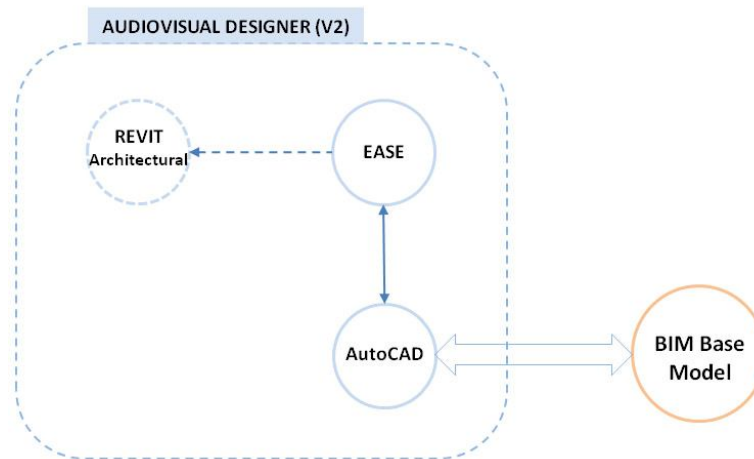 AUDIOVISUAL DESIGNER (V2)
REVIT
Architectural
EASE
AutoCAD
BIM Base
Model